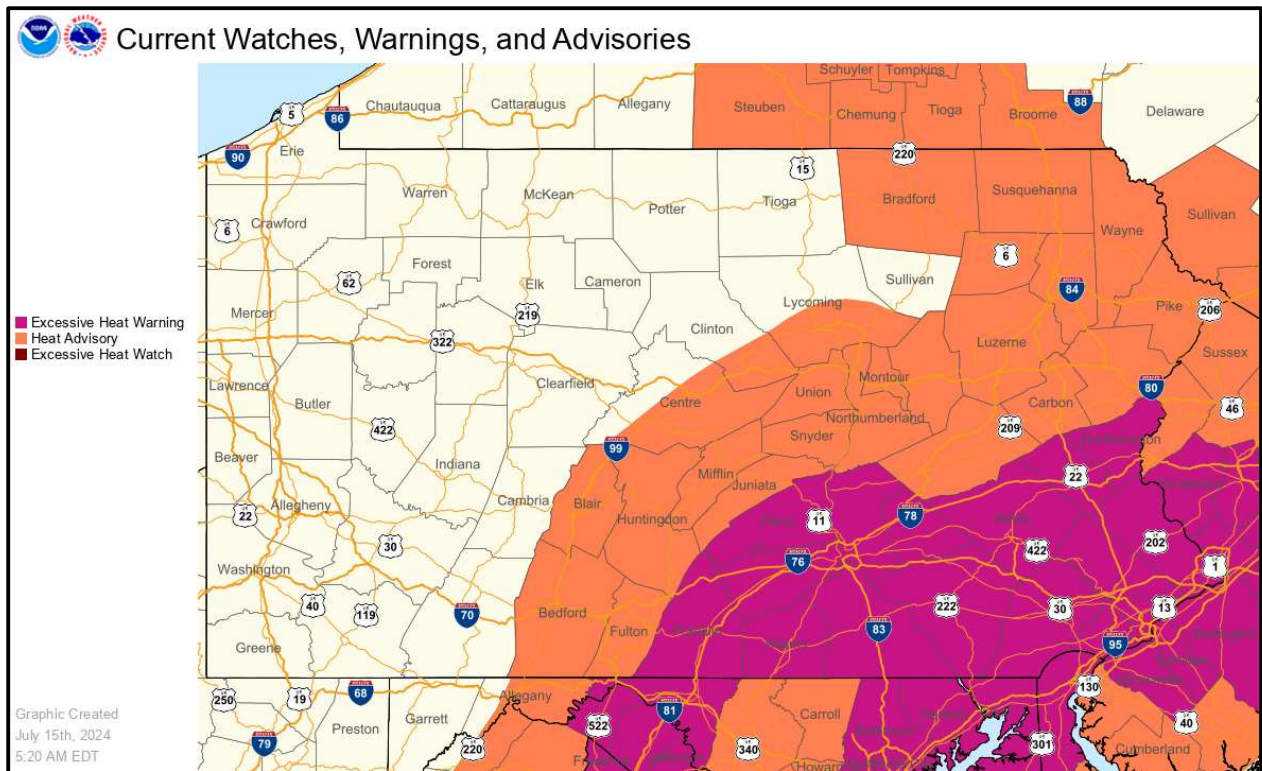 NOAA
Current Watches, Warnings, and Advisories
Schuyler
Tompkins
Chautauqua
Cattaraugus
Allegany
Steuben
Chemung
Tioga
Broome
88
Delaware
5
86
90
Erie
220
15
Warren
McKean
Potter
Tioga
Bradford
Susquehanna
Crawford
6
Wayne
Sullivan
Forest
6
62
Elk
Cameron
Sullivan
84
Lycoming
Pike
206
Mercer
219
Clinton
Excessive Heat Warning
Heat Advisory
Excessive Heat Watch
322
Luzerne
Sussex
Lawrence
Clearfield
Montour
80
Butler
Centre
Union
Carbon
46
422
Northumberland
209
Snyder
99
Beaver
Indiana
Mifflin
22
Juniata
Cambria
Blair
Allegheny
22
Huntingdon
11
78
30
422
202
Washington
76
1
40
119
70
Bedford
222
30
13
Fulton
83
95
Greene
250
19
68
Allegany
130
Preston
Garrett
81
522
Carroll
40
79
220
340
301
Cumberland
Howard
Graphic Created
July 15th, 2024
5:20 AM EDT